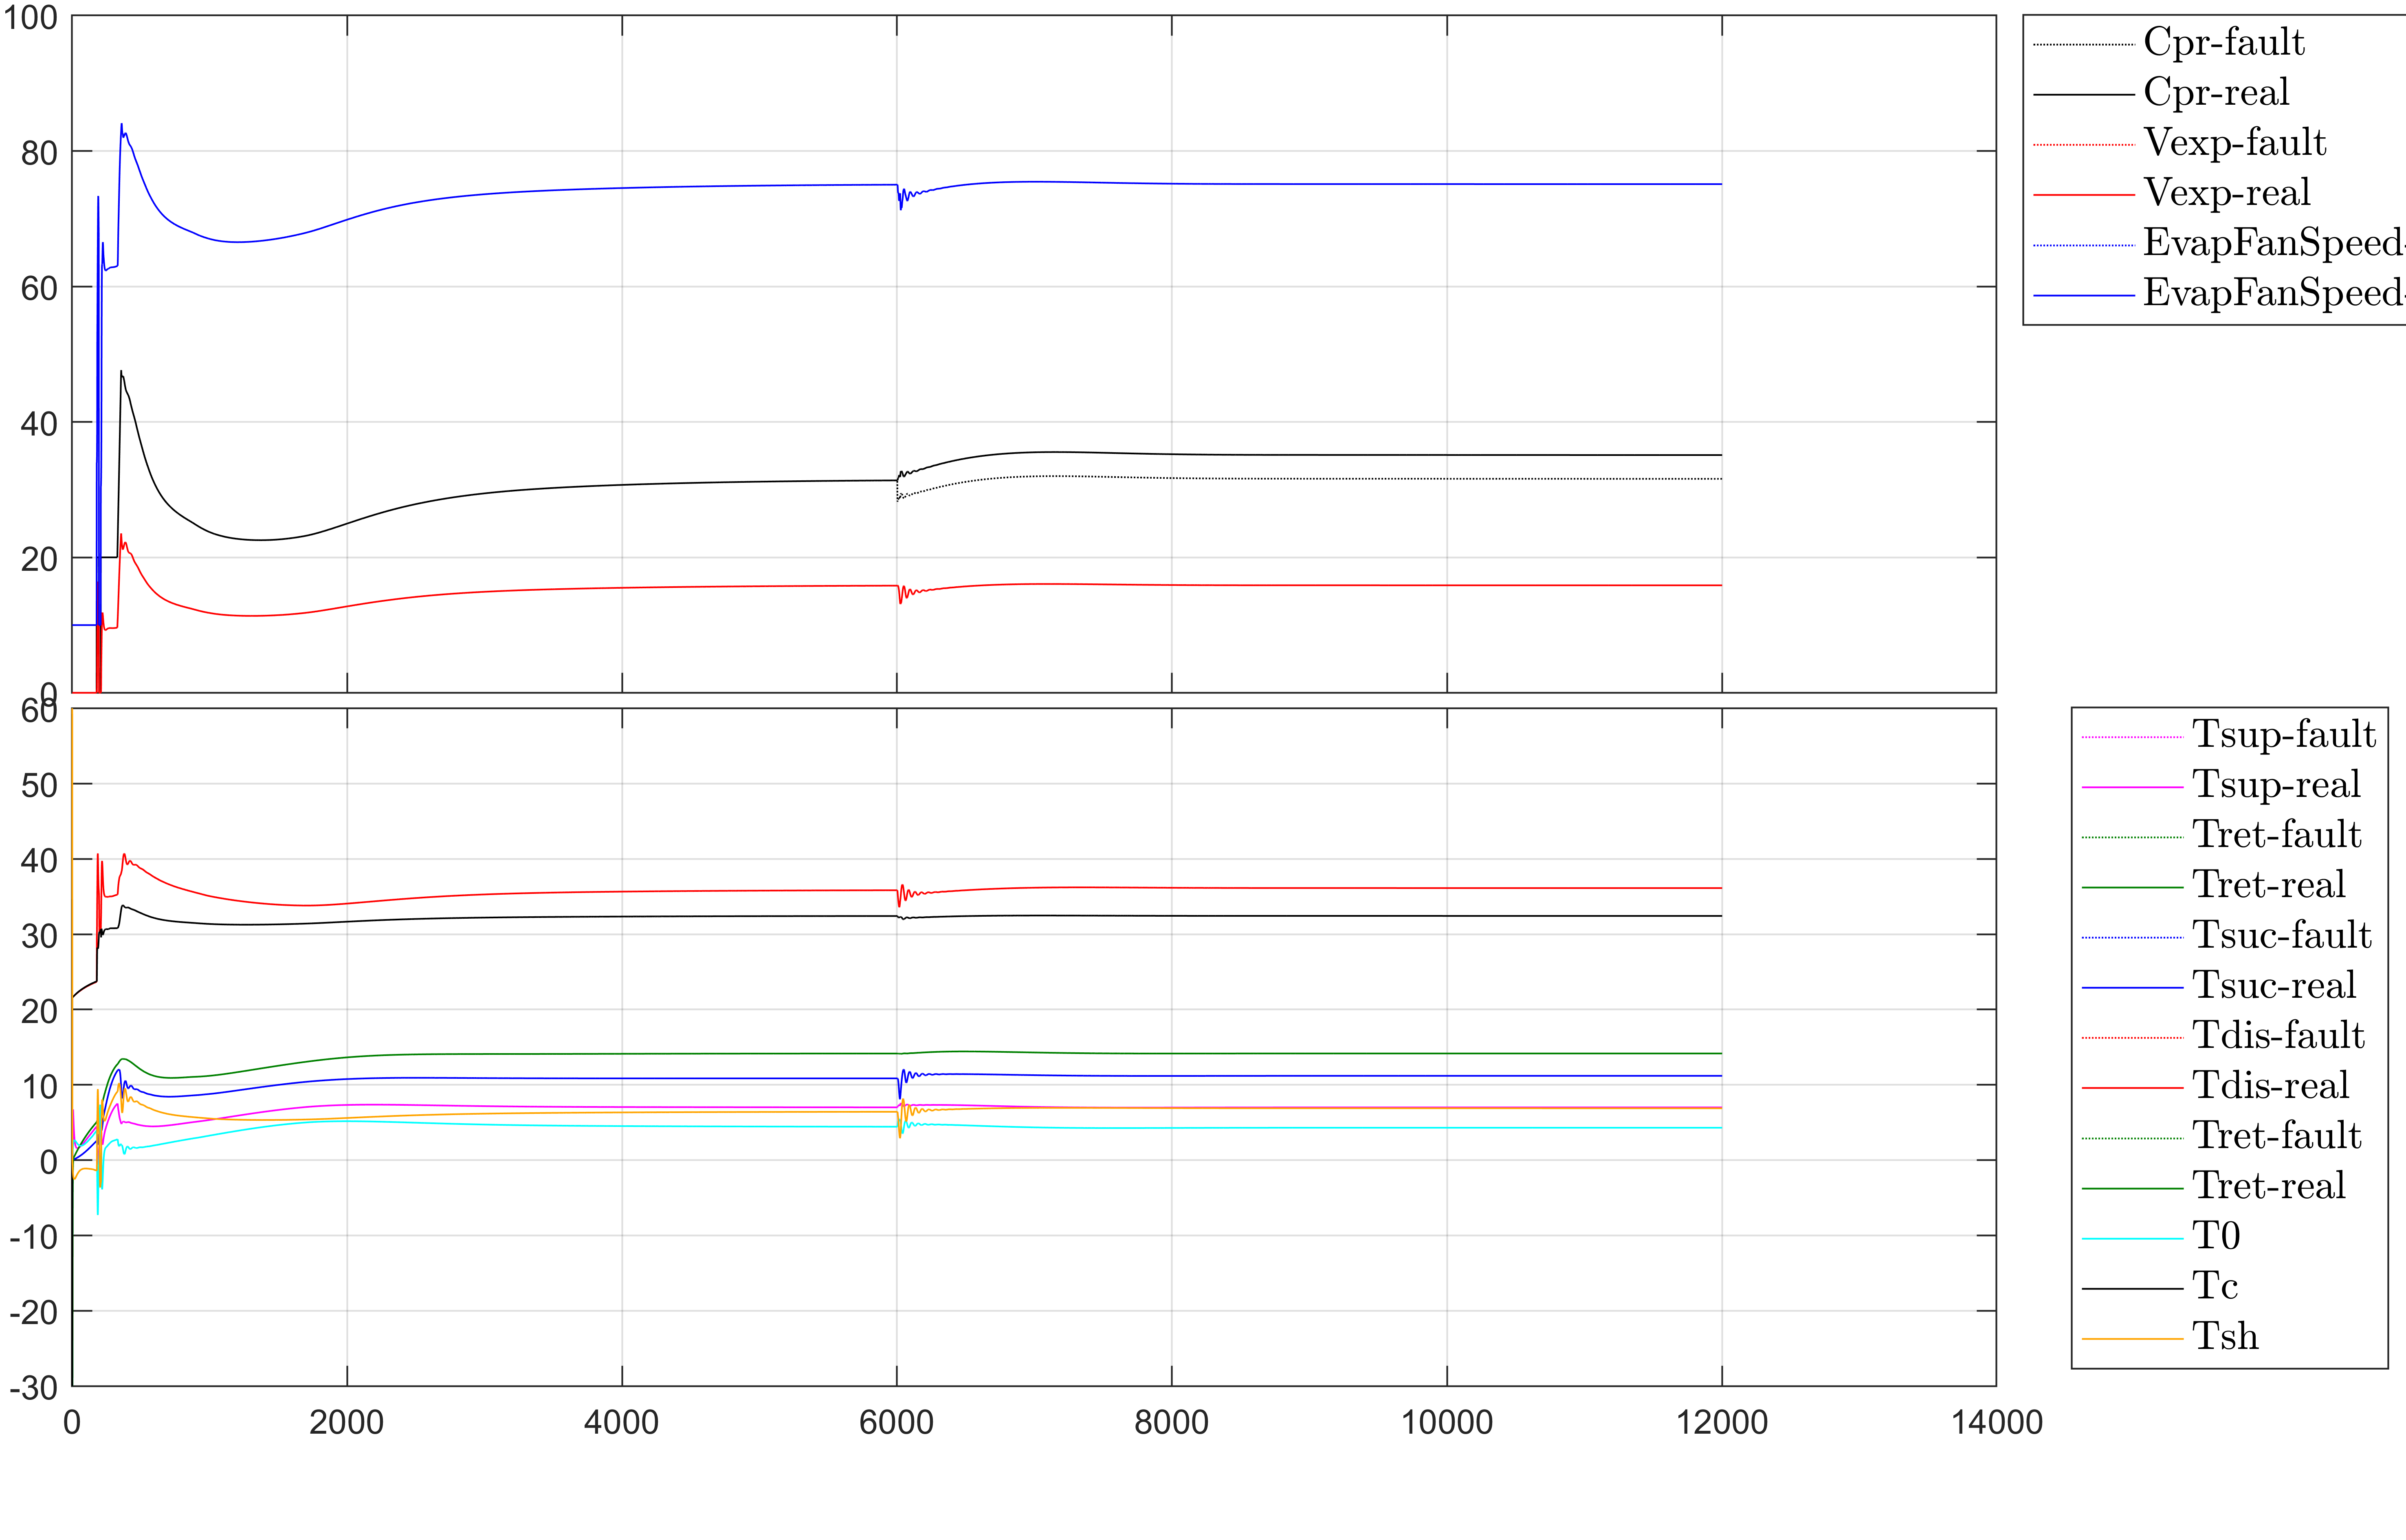 100
80
60
40
20
0
Cpr-fault
Cpr-real
Vexp-fault
Vexp-real
EvapFanSpeed-
EvapFanSpeed-
60
50
40
30
20
10
0
-10
-20
-30
0 2000 4000 6000 8000 10000 12000 14000
Tsup-fault
Tsup-real
Tret-fault
Tret-real
Tsuc-fault
Tsuc-real
Tdis-fault
Tdis-real
Tret-fault
Tret-real
T0
Tc
Tsh